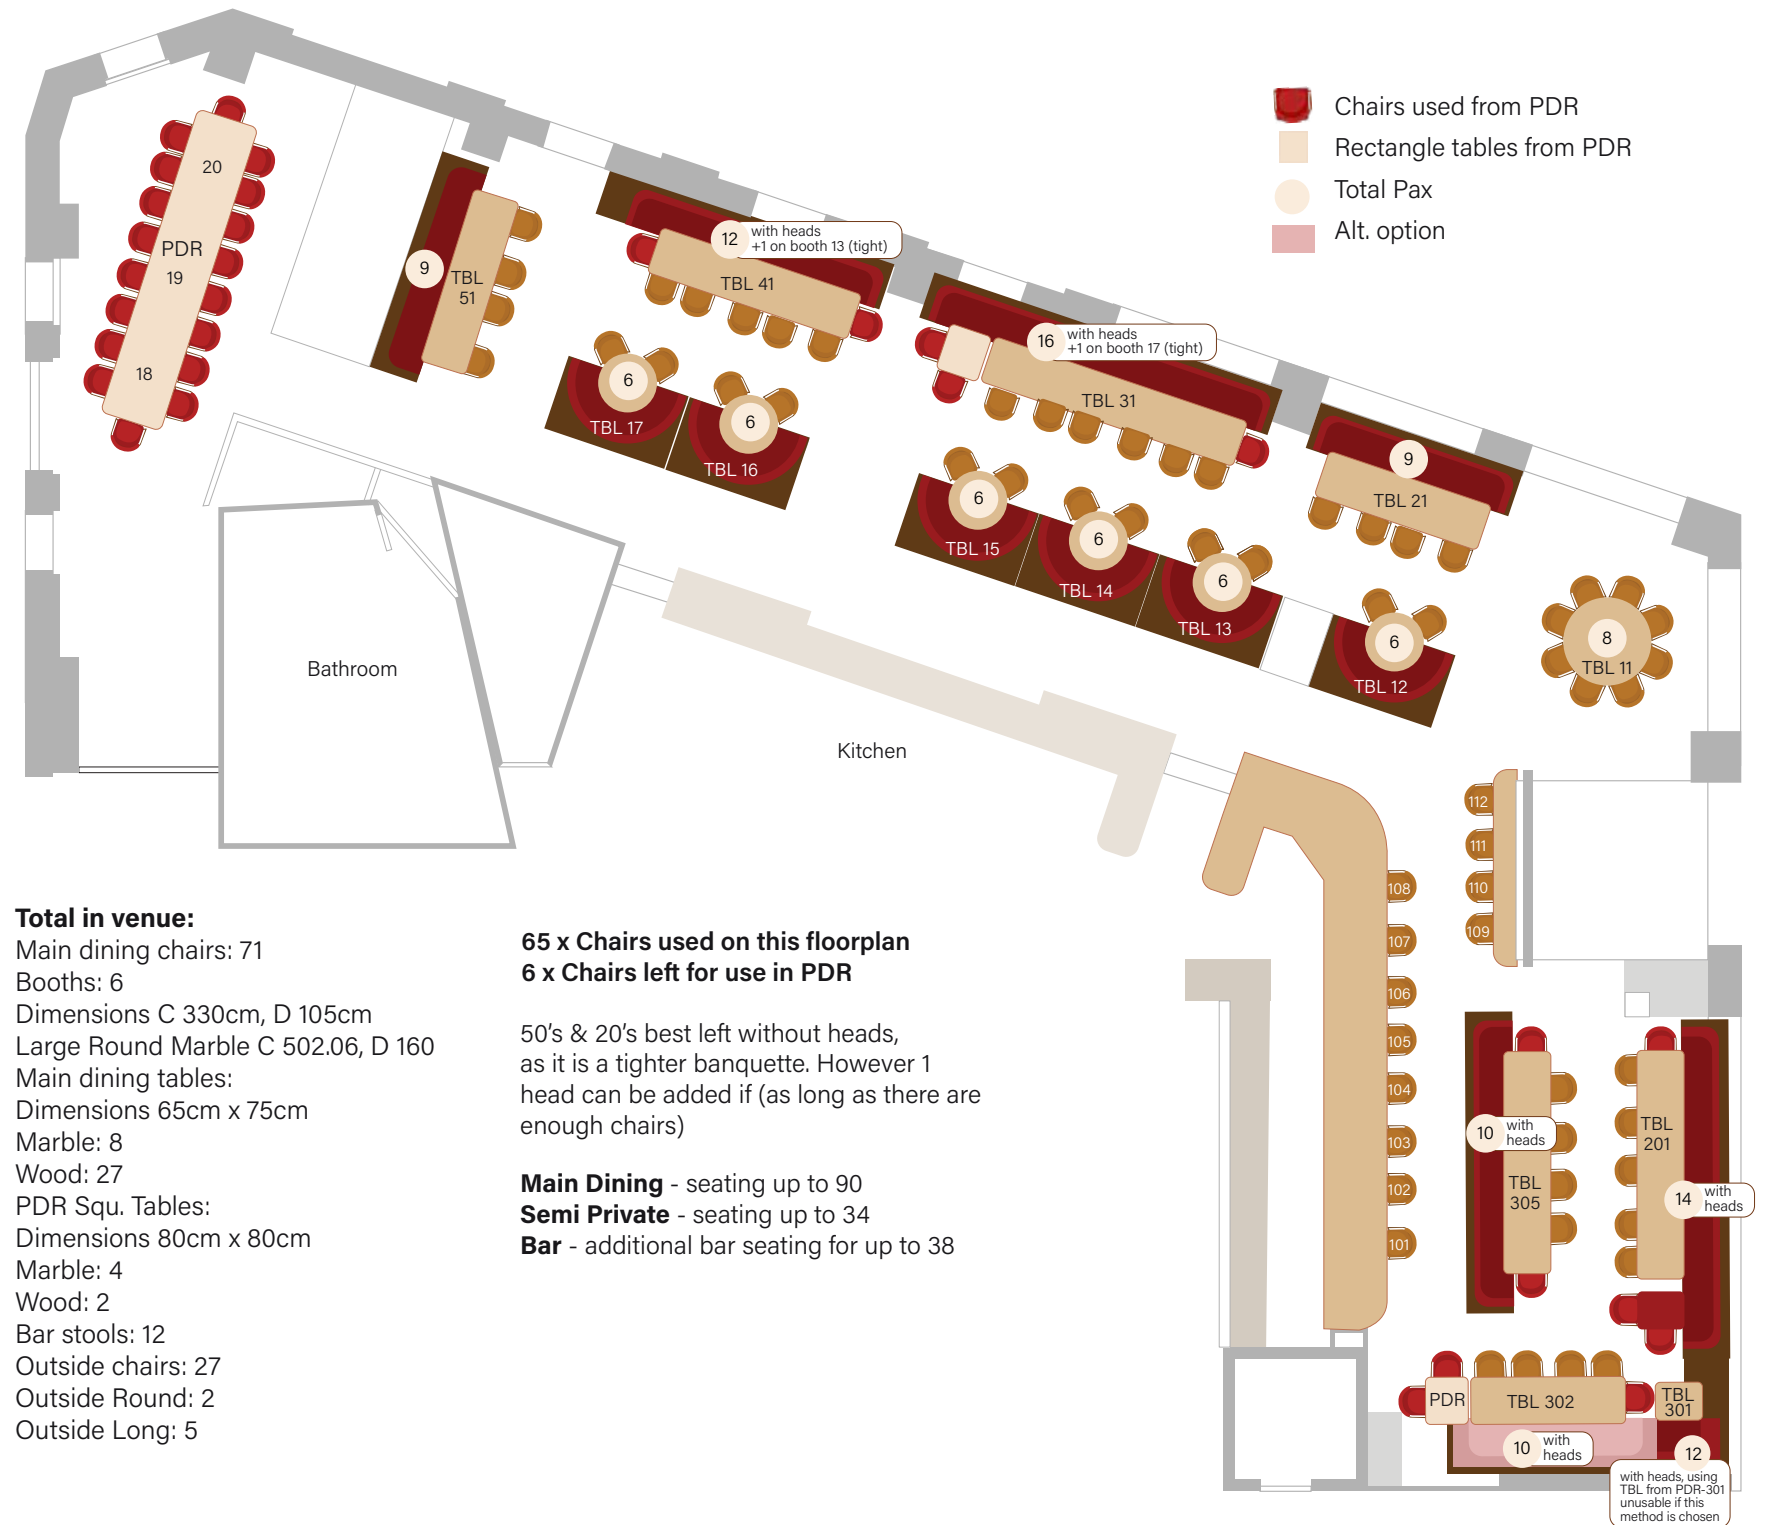 Chairs used from PDR
Rectangle tables from PDR
Total Pax
Alt. option
20
PDR
19
18
9
TBL
51
12
with heads
+1 on booth 13 (tight)
TBL 41
6
TBL 17
6
TBL 16
16
with heads
+1 on booth 17 (tight)
TBL 31
6
TBL 15
6
TBL 14
6
TBL 13
9
TBL 21
6
TBL 12
8
TBL 11
Bathroom
Kitchen
112
111
110
109
108
107
106
105
104
103
102
101
10
with
heads
TBL
305
TBL
201
14
with
heads
PDR
TBL 302
TBL
301
10
with
heads
12
with heads, using
TBL from PDR-301
unusable if this
method is chosen
Total in venue:
Main dining chairs: 71
Booths: 6
Dimensions C 330cm, D 105cm
Large Round Marble C 502.06, D 160
Main dining tables:
Dimensions 65cm x 75cm
Marble: 8
Wood: 27
PDR Squ. Tables:
Dimensions 80cm x 80cm
Marble: 4
Wood: 2
Bar stools: 12
Outside chairs: 27
Outside Round: 2
Outside Long: 5
65 x Chairs used on this floorplan
6 x Chairs left for use in PDR
50's & 20's best left without heads,
as it is a tighter banquette. However 1
head can be added if (as long as there are
enough chairs)
Main Dining - seating up to 90
Semi Private - seating up to 34
Bar - additional bar seating for up to 38